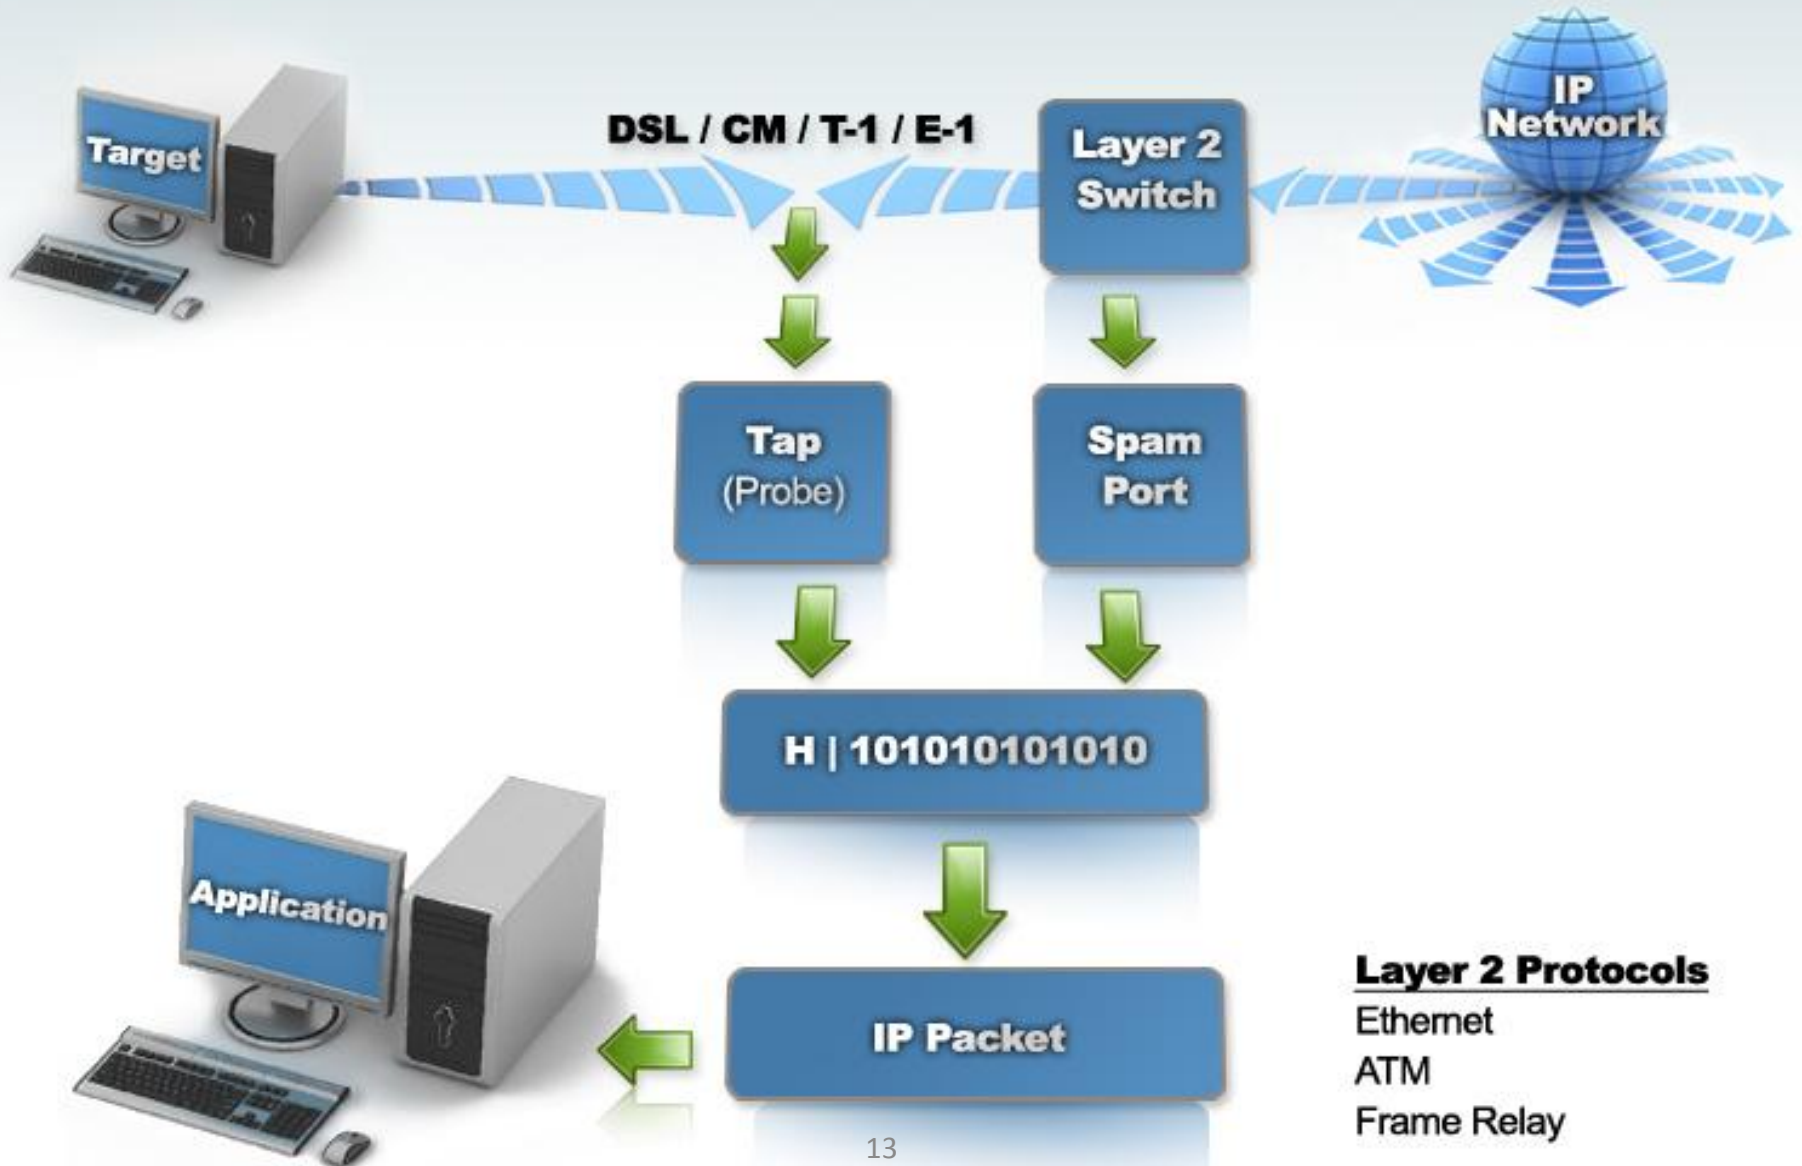 Target
DSL / CM / T-1 / E-1
Layer 2
Switch
IP
Network
Tap
(Probe)
Spam
Port
H | 101010101010
Application
IP Packet
Layer 2 Protocols
Ethernet
ATM
Frame Relay
13